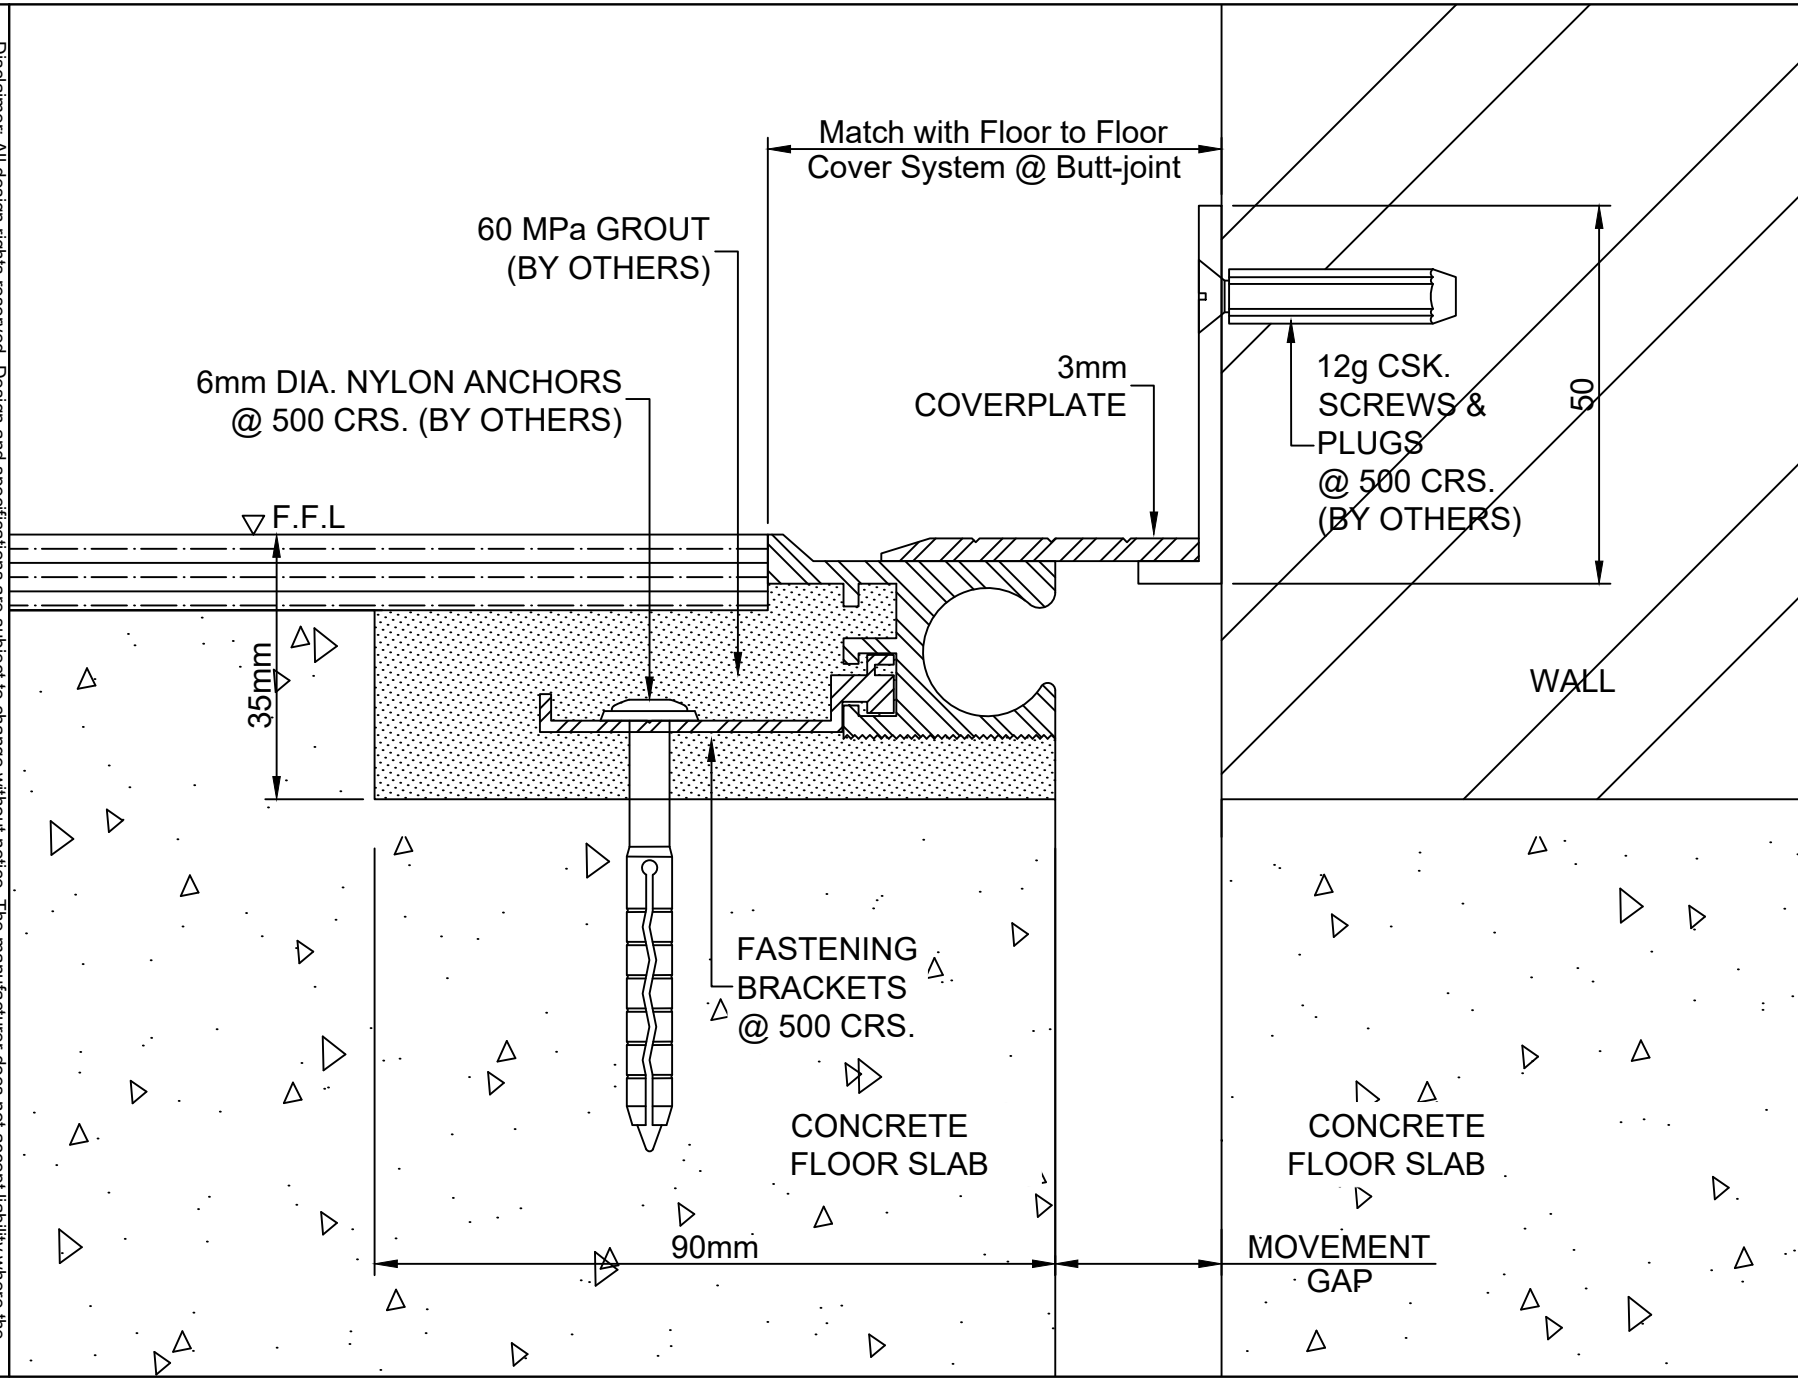 Match with Floor to Floor
Cover System @ Butt-joint
60 MPa GROUT
(BY OTHERS)
6mm DIA. NYLON ANCHORS
@ 500 CRS. (BY OTHERS)
3mm
COVERPLATE
12g CSK.
SCREWS &
PLUGS
@ 500 CRS.
(BY OTHERS)
50
F.F.L
35mm
WALL
FASTENING
BRACKETS
@ 500 CRS.
CONCRETE
FLOOR SLAB
CONCRETE
FLOOR SLAB
90mm
MOVEMENT
GAP